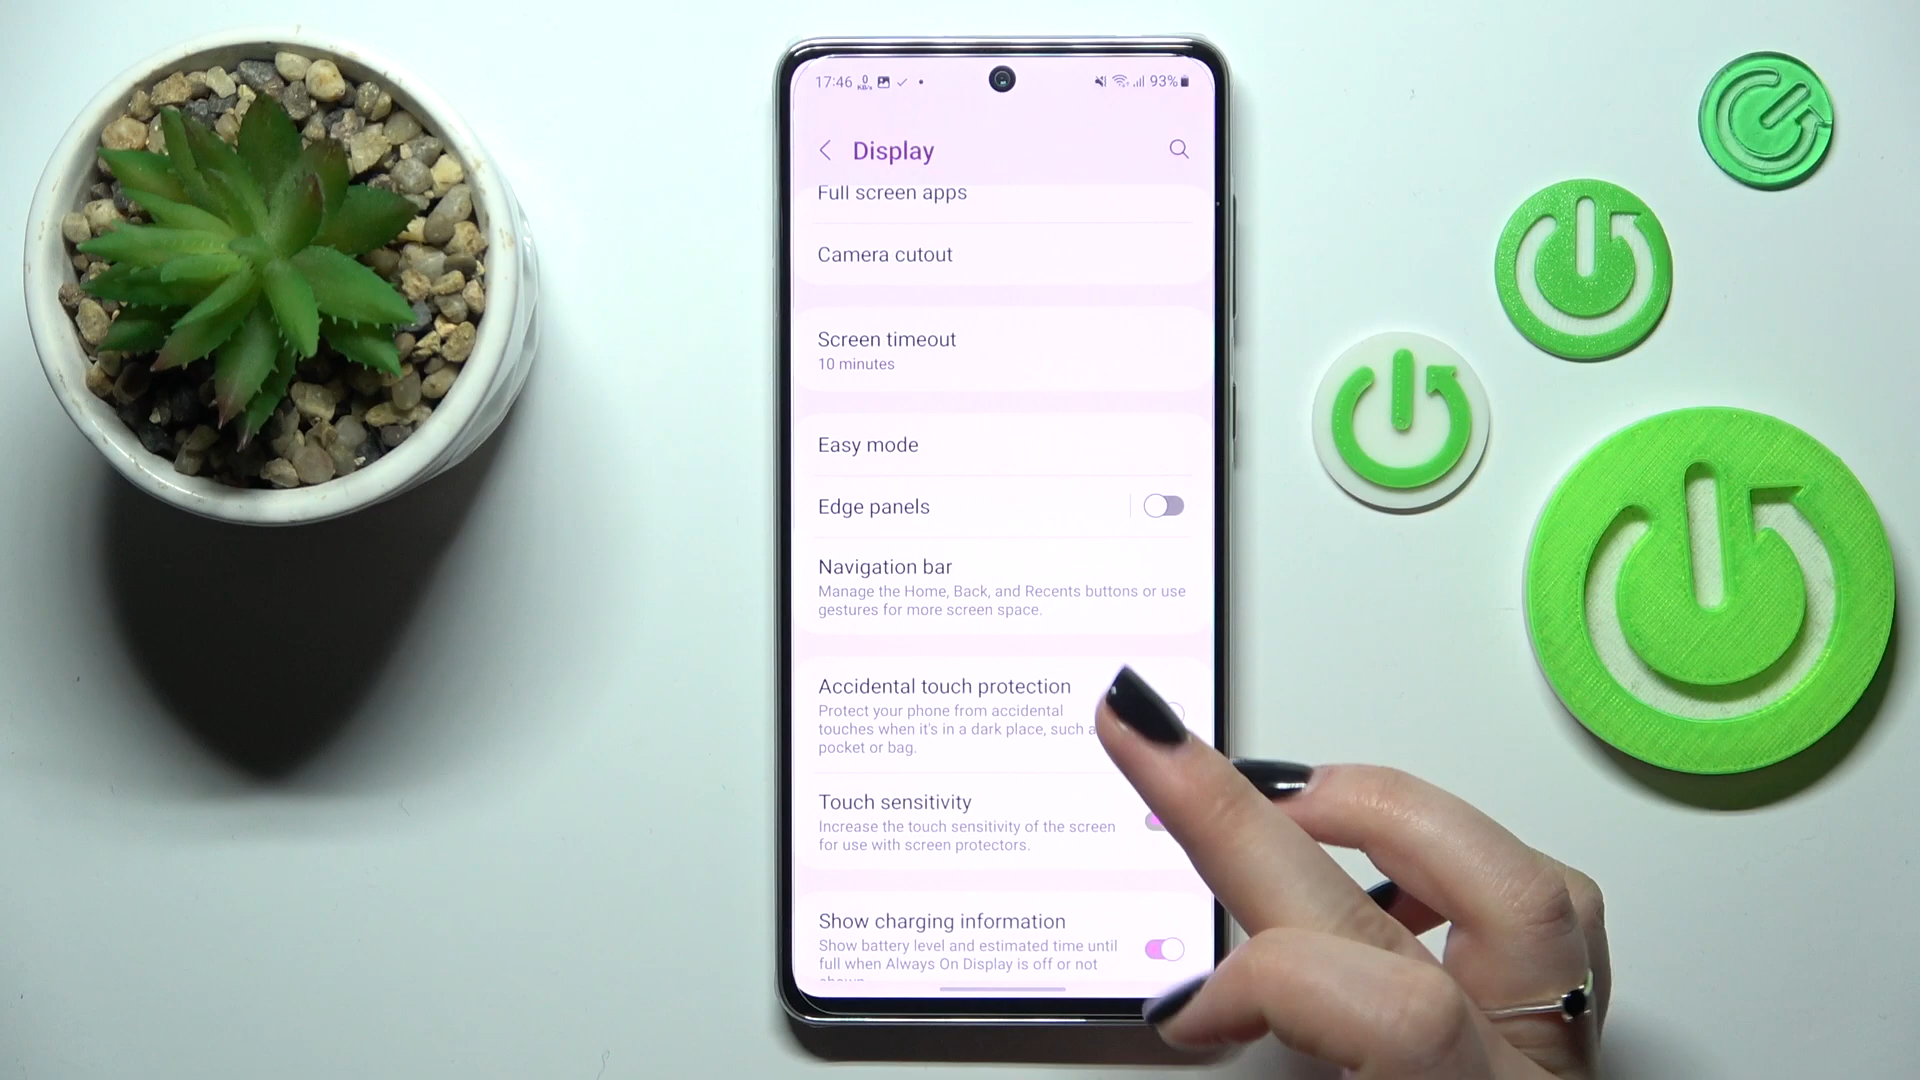 17:46 0 KB/s 93%
Display
Full screen apps
Camera cutout
Screen timeout
10 minutes
Easy mode
Edge panels
Navigation bar
Manage the Home, Back, and Recents buttons or use
gestures for more screen space.
Accidental touch protection
Protect your phone from accidental
touches when it's in a dark place, such a
pocket or bag.
Touch sensitivity
Increase the touch sensitivity of the screen
for use with screen protectors.
Show charging information
Show battery level and estimated time until
full when Always On Display is off or not